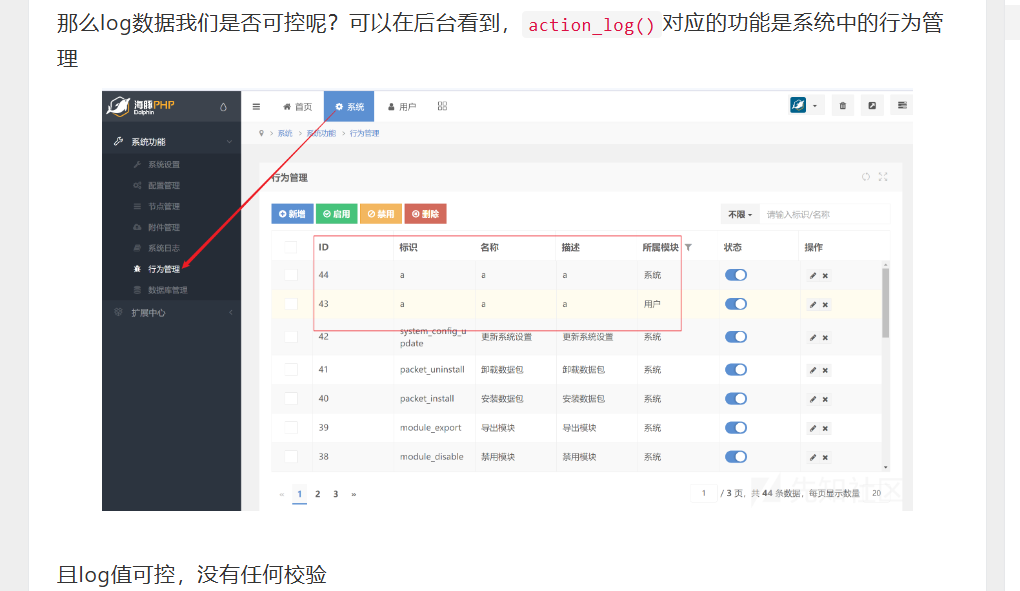 那么log数据我们是否可控呢？可以在后台看到，action_log()对应的功能是系统中的行为管
理
海豚PHP
Dolphin
首页
系统
用户
系统 > 系统功能 > 行为管理
系统功能
系统设置
配置管理
节点管理
附件管理
系统日志
行为管理
数据库管理
扩展中心
行为管理
新增 启用 禁用 删除
不限 请输入标识/名称
ID 标识 名称 描述 所属模块 状态 操作
44 a a a 系统
43 a a a 用户
42 system_config_u
pdate 更新系统设置 更新系统设置 系统
41 packet_uninstall 卸载数据包 卸载数据包 系统
40 packet_install 安装数据包 安装数据包 系统
39 module_export 导出模块 导出模块 系统
38 module_disable 禁用模块 禁用模块 系统
« 1 2 3 »
1 / 3 页，共 44 条数据，每页显示数量 20
且log值可控，没有任何校验